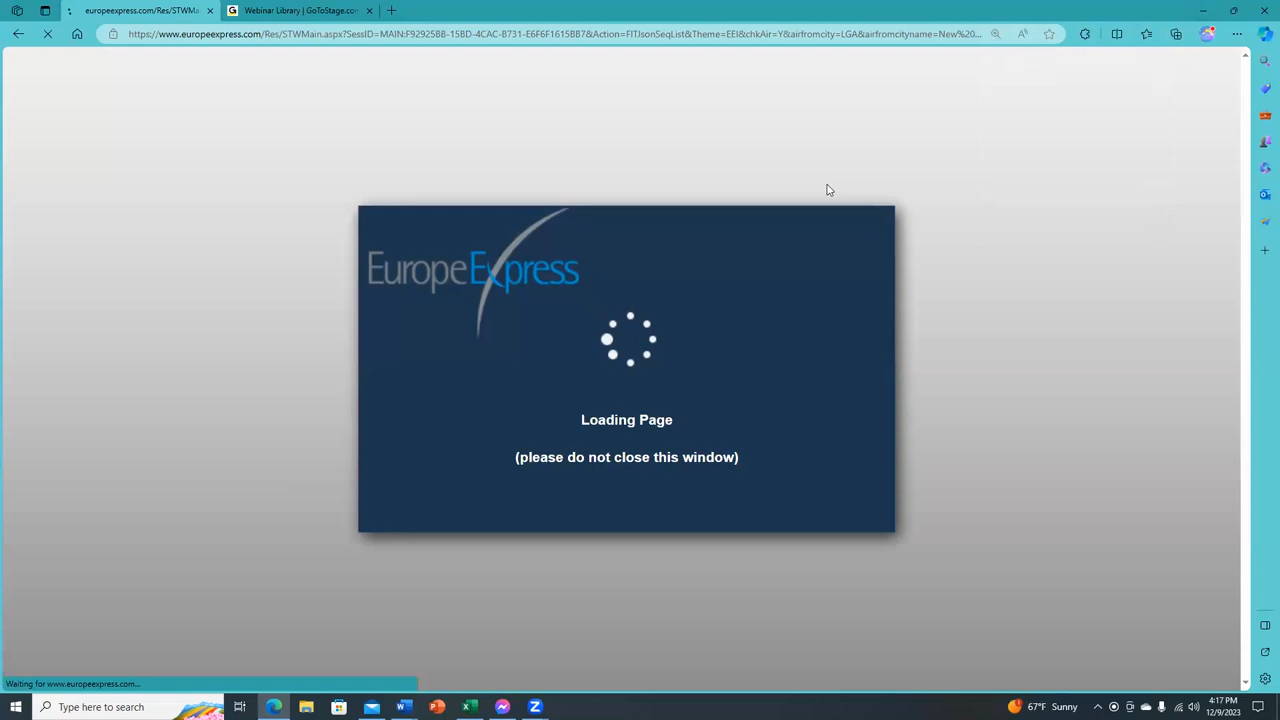 europeexpress.com/Res/STWMa
Webinar Library | GoToStage.co
https://www.europeexpress.com/Res/STWMain.aspx?SessID=MAIN:F92925BB-15BD-4CAC-8731-E6F6F1615BB7&Action=FITJsonSeqList&Theme=EEI&chkAir=Y&airfromcity=LGA&airfromcityname=New%20...
EuropeExpress
Loading Page
(please do not close this window)
Waiting for www.europeexpress.com...
Type here to search
67°F Sunny
4:17 PM
12/9/2023